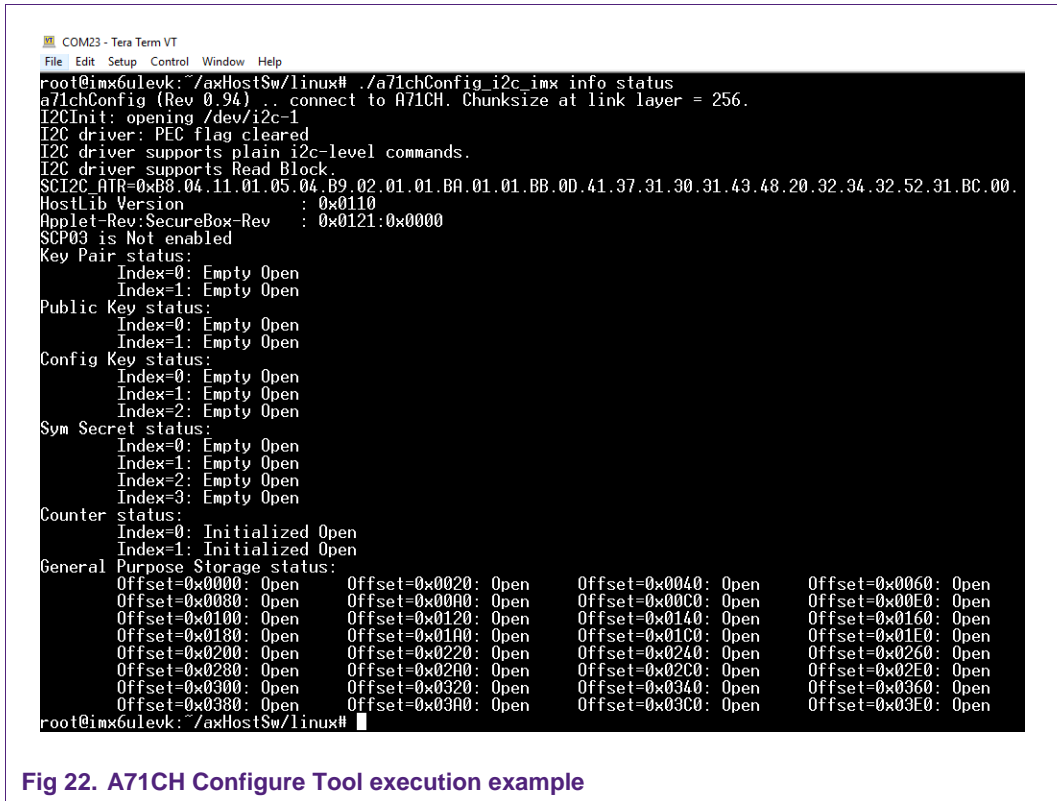 COM23 - Tera Term VT
File Edit Setup Control Window Help
root@imx6ulevk:~/axHostSw/linux# ./a71chConfig_i2c_imx info status
a71chConfig (Rev 0.94) .. connect to A71CH. Chunksize at link layer = 256.
I2CInit: opening /dev/i2c-1
I2C driver: PEC flag cleared
I2C driver supports plain i2c-level commands.
I2C driver supports Read Block.
SCI2C_ATR=0xB8.04.11.01.05.04.B9.02.01.01.BA.01.01.BB.0D.41.37.31.30.31.43.48.20.32.34.32.52.31.BC.00.
HostLib Version : 0x0110
Applet-Rev:SecureBox-Rev : 0x0121:0x0000
SCP03 is Not enabled
Key Pair status:
Index=0: Empty Open
Index=1: Empty Open
Public Key status:
Index=0: Empty Open
Index=1: Empty Open
Config Key status:
Index=0: Empty Open
Index=1: Empty Open
Index=2: Empty Open
Sym Secret status:
Index=0: Empty Open
Index=1: Empty Open
Index=2: Empty Open
Index=3: Empty Open
Counter status:
Index=0: Initialized Open
Index=1: Initialized Open
General Purpose Storage status:
Offset=0x0000: Open Offset=0x0020: Open Offset=0x0040: Open Offset=0x0060: Open
Offset=0x0080: Open Offset=0x00A0: Open Offset=0x00C0: Open Offset=0x00E0: Open
Offset=0x0100: Open Offset=0x0120: Open Offset=0x0140: Open Offset=0x0160: Open
Offset=0x0180: Open Offset=0x01A0: Open Offset=0x01C0: Open Offset=0x01E0: Open
Offset=0x0200: Open Offset=0x0220: Open Offset=0x0240: Open Offset=0x0260: Open
Offset=0x0280: Open Offset=0x02A0: Open Offset=0x02C0: Open Offset=0x02E0: Open
Offset=0x0300: Open Offset=0x0320: Open Offset=0x0340: Open Offset=0x0360: Open
Offset=0x0380: Open Offset=0x03A0: Open Offset=0x03C0: Open Offset=0x03E0: Open
root@imx6ulevk:~/axHostSw/linux#
Fig 22. A71CH Configure Tool execution example